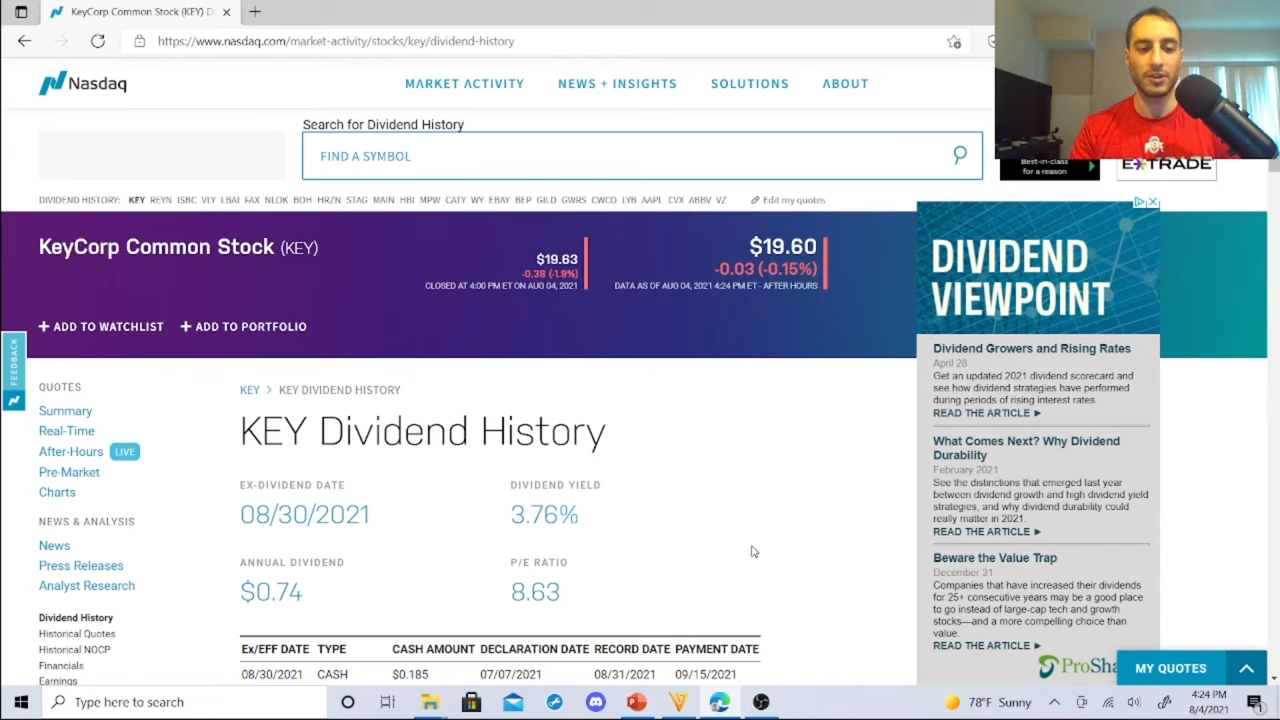 KeyCorp Common Stock (KEY) D
https://www.nasdaq.com/market-activity/stocks/key/dividend-history
Nasdaq
MARKET ACTIVITY
NEWS + INSIGHTS
SOLUTIONS
ABOUT
Search for Dividend History
FIND A SYMBOL
Best-in-class
for a reason
E*TRADE
DIVIDEND HISTORY: KEY REYN ISBC VLY LBAI FAX NLOK BOH HRZN STAG MAIN HBI MPW CATY WY EBAY BEP GILD GWRS CWCO LYB AAPL CVX ABBV VZ
Edit my quotes
KeyCorp Common Stock (KEY)
$19.63
-0.38 (-1.9%)
CLOSED AT 4:00 PM ET ON AUG 04, 2021
$19.60
-0.03 (-0.15%)
DATA AS OF AUG 04, 2021 4:24 PM ET - AFTER HOURS
+ ADD TO WATCHLIST
+ ADD TO PORTFOLIO
FEEDBACK
QUOTES
Summary
Real-Time
After-Hours LIVE
Pre-Market
Charts
NEWS & ANALYSIS
News
Press Releases
Analyst Research
Dividend History
Historical Quotes
Historical NOCP
Financials
Earnings
KEY > KEY DIVIDEND HISTORY
KEY Dividend History
EX-DIVIDEND DATE
08/30/2021
DIVIDEND YIELD
3.76%
ANNUAL DIVIDEND
$0.74
P/E RATIO
8.63
Ex/EFF DATE TYPE CASH AMOUNT DECLARATION DATE RECORD DATE PAYMENT DATE
08/30/2021 CASH $0.185 07/07/2021 08/31/2021 09/15/2021
DIVIDEND
VIEWPOINT
Dividend Growers and Rising Rates
April 28
Get an updated 2021 dividend scorecard and
see how dividend strategies have performed
during periods of rising interest rates.
READ THE ARTICLE ►
What Comes Next? Why Dividend
Durability
February 2021
See the distinctions that emerged last year
between dividend growth and high dividend yield
strategies, and why dividend durability could
really matter in 2021.
READ THE ARTICLE ►
Beware the Value Trap
December 31
Companies that have increased their dividends
for 25+ consecutive years may be a good place
to go instead of large-cap tech and growth
stocks—and a more compelling choice than
value.
READ THE ARTICLE ►
ProSha
MY QUOTES
Type here to search
78°F Sunny
4:24 PM
8/4/2021